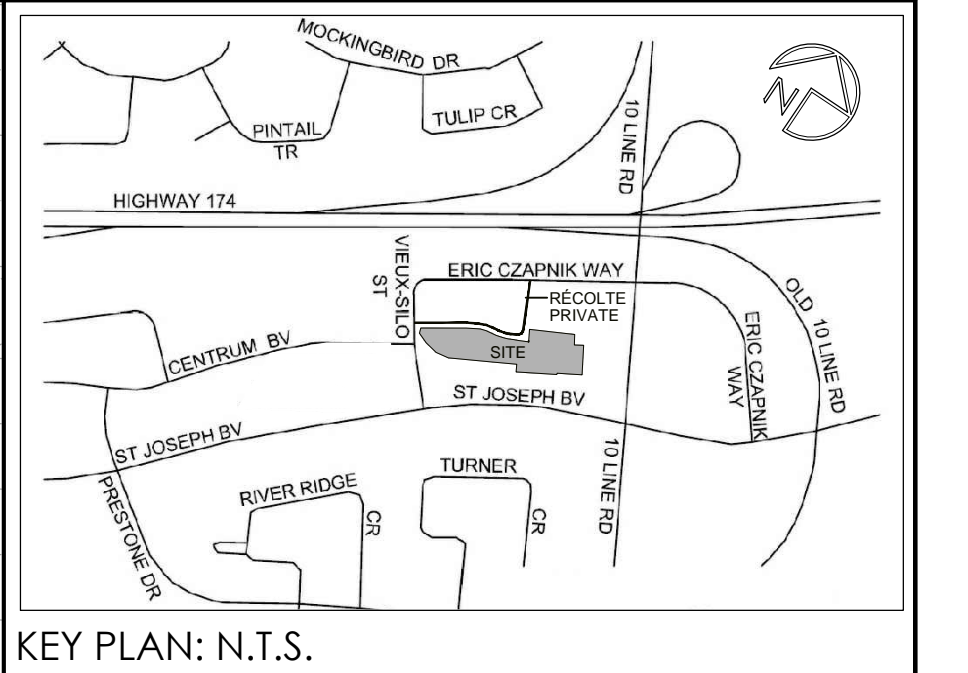 MOCKINGBIRD DR
TULIP CR
PINTAIL
TR
10 LINE RD
N
HIGHWAY 174
VIEUX-SILO
ST
ERIC CZAPNIK WAY
RÉCOLTE
PRIVATE
OLD 10 LINE RD
SITE
CENTRUM BV
ERIC CZAPNIK
WAY
ST JOSEPH BV
ST JOSEPH BV
10 LINE RD
PRESTONE DR
RIVER RIDGE
CR
TURNER
CR
KEY PLAN: N.T.S.